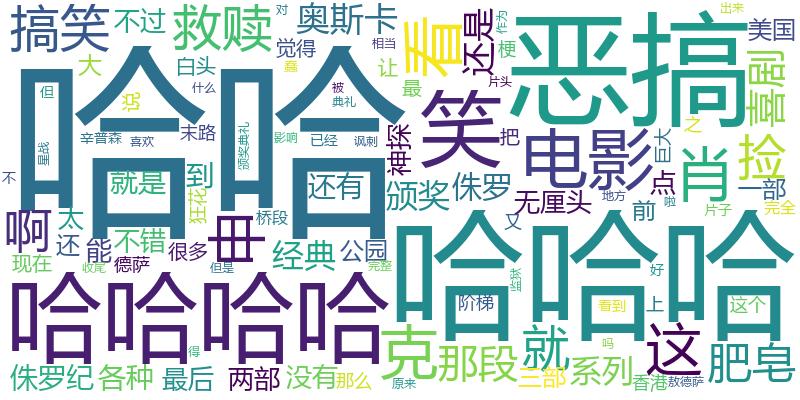 搞笑
不过
救赎
对
奥斯卡
觉得
看
还是
梗
恶搞
出来
作为
美国
喜剧
相当
片头
大
白头
让
最
蠢
被
典礼
什么
但
说
哈哈
笑
星战
辛普森
喜欢
末路
颁奖典礼
影响
已经
讽刺
神探
把
电影
巨大
之
捡
不
就是
到
狂花
还有
颁奖
侏罗
无厘头
点
肖
一部
地方
啦
片子
完全
啊
太
还
能
不错
很多
申
桥段
经典
公园
又
前
现在
收尾
德萨
但是
完整
哈哈哈
哈哈哈哈
监狱
好
阶梯
看到
上
这个
克
那段
就
吗
这
肥皂
侏罗纪
各种
最后
得
两部
没有
那么
原来
三部
系列
香港
敖德萨